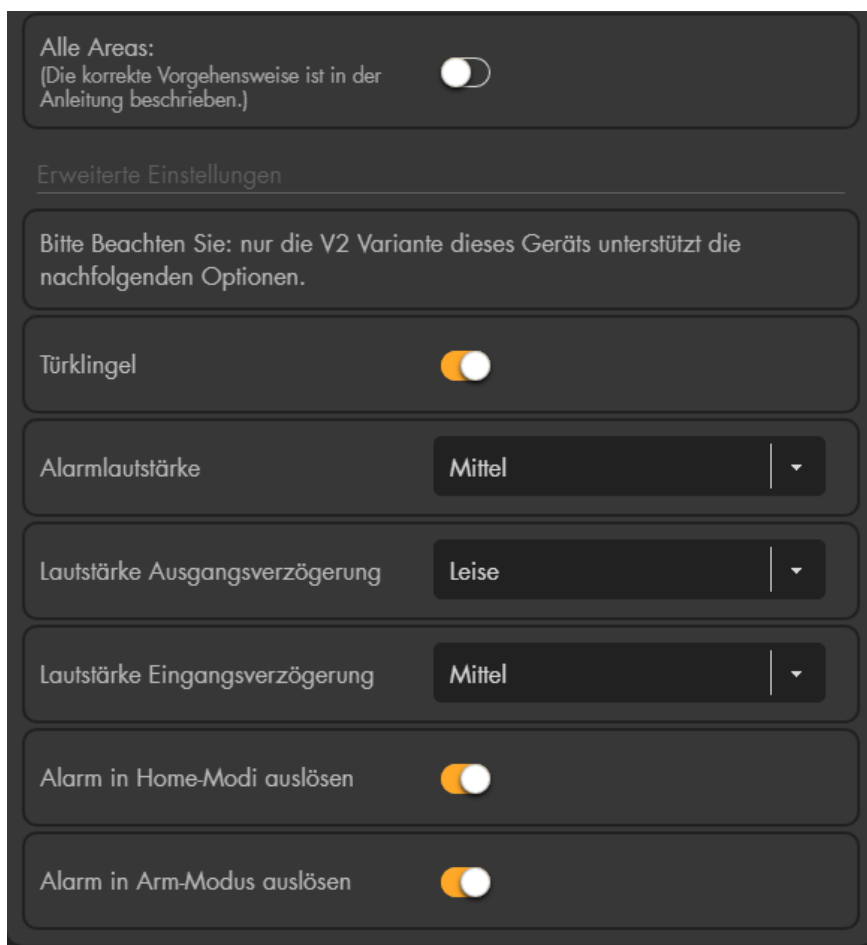 Alle Areas:
(Die korrekte Vorgehensweise ist in der
Anleitung beschrieben.)
Erweiterte Einstellungen
Bitte Beachten Sie: nur die V2 Variante dieses Geräts unterstützt die
nachfolgenden Optionen.
Türklingel
Alarmlautstärke Mittel
Lautstärke Ausgangsverzögerung Leise
Lautstärke Eingangsverzögerung Mittel
Alarm in Home-Modi auslösen
Alarm in Arm-Modus auslösen